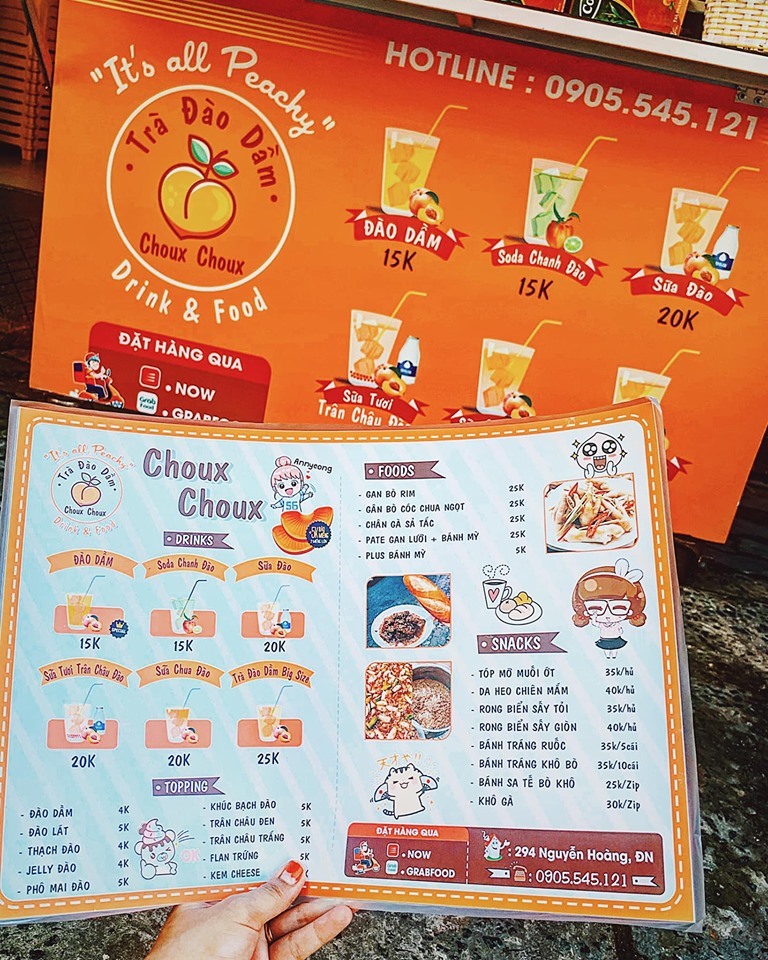 "It's all Peachy"
HOTLINE : 0905.545.121
Trà Đào Dầm
Choux Choux
Drink & Food
ĐÀO DẦM
15K
Soda Chanh Đào
15K
Sữa Đào
20K
ĐẶT HÀNG QUA
• NOW
Grab Food
• GRABFOOD
Sữa Tươi
Trân Châu Đào
"It's all Peachy"
Trà Đào Dầm
Choux Choux
Drink & Food
Choux
Choux
Annyeong
56
• DRINKS
ĐÀO DẦM
Soda Chanh Đào
Sữa Đào
SPECIAL
15K
15K
20K
Sữa Tươi Trân Châu Đào
Sữa Chua Đào
Trà Đào Dầm Big Size
20K
20K
25K
• TOPPING
- ĐÀO DẦM 4K
- ĐÀO LÁT 5K
- THẠCH ĐÀO 4K
- JELLY ĐÀO 4K
- PHÔ MAI ĐÀO 5K
- KHÚC BẠCH ĐÀO 5K
- TRÂN CHÂU ĐEN 5K
- TRÂN CHÂU TRẮNG 5K
- FLAN TRỨNG 5K
- KEM CHEESE
• FOODS
- GAN BÒ RIM 25K
- GÂN BÒ CÓC CHUA NGỌT 25K
- CHÂN GÀ SẢ TẮC 25K
- PATE GAN LƯỠI + BÁNH MỲ 25K
- PLUS BÁNH MỲ 5K
• SNACKS
- TÓP MỠ MUỐI ỚT 35k/hủ
- DA HEO CHIÊN MẮM 40k/hủ
- RONG BIỂN SẤY TỎI 35k/hủ
- RONG BIỂN SẤY GIÒN 40k/hủ
- BÁNH TRÁNG RUỐC 35k/5cái
- BÁNH TRÁNG KHÔ BÒ 35k/10cái
- BÁNH SA TẾ BÒ KHÔ 25k/Zip
- KHÔ GÀ 30k/Zip
天才や!!
ĐẶT HÀNG QUA
• NOW
• GRABFOOD
: 294 Nguyễn Hoàng, ĐN
: 0905.545.121